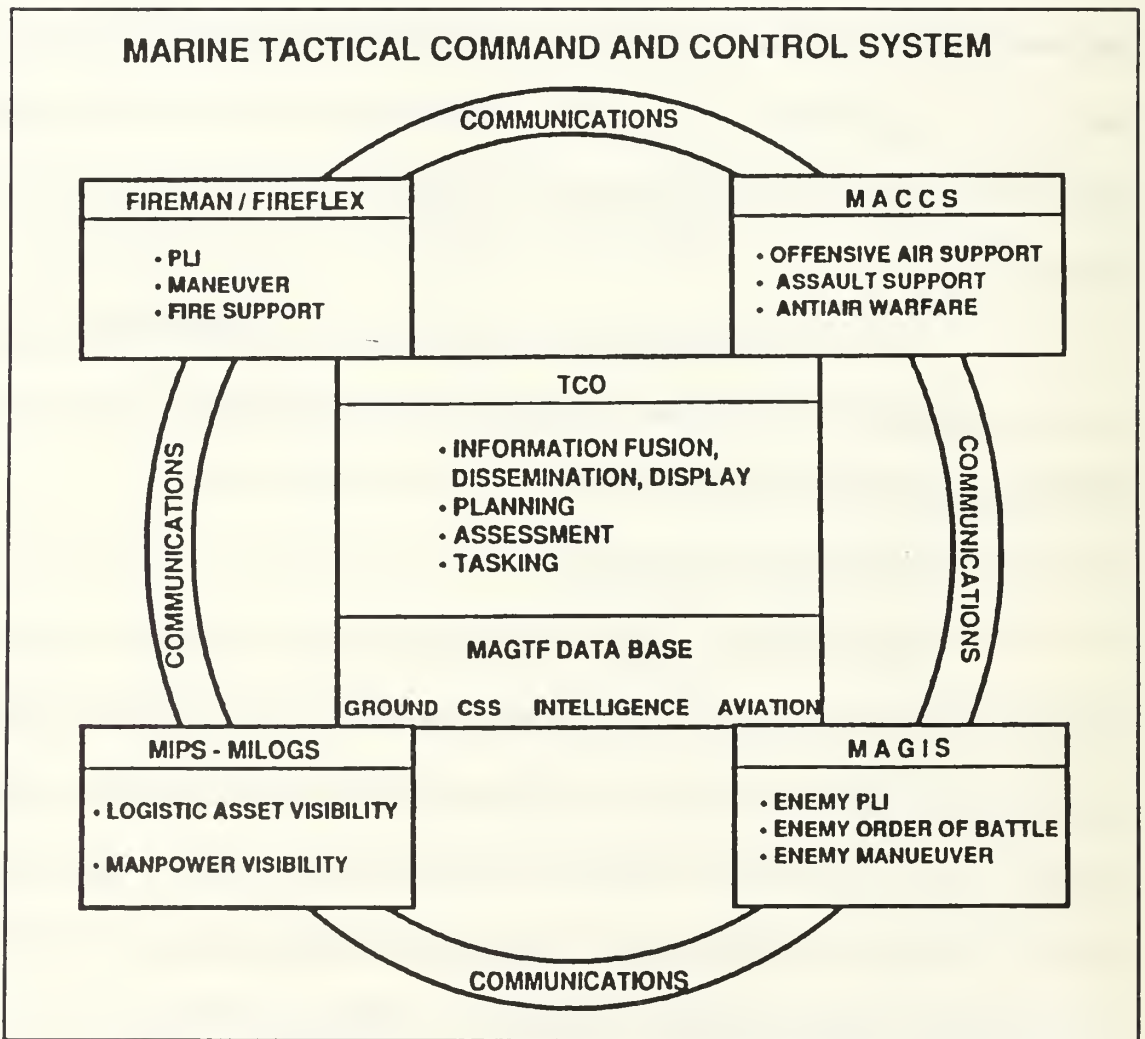 MARINE TACTICAL COMMAND AND CONTROL SYSTEM
COMMUNICATIONS
FIREMAN / FIREFLEX
• PLI
• MANEUVER
• FIRE SUPPORT
MACCS
• OFFENSIVE AIR SUPPORT
• ASSAULT SUPPORT
• ANTIAIR WARFARE
COMMUNICATIONS
TCO
• INFORMATION FUSION,
DISSEMINATION, DISPLAY
• PLANNING
• ASSESSMENT
• TASKING
MAGTF DATA BASE
GROUND CSS INTELLIGENCE AVIATION
COMMUNICATIONS
MIPS - MILOGS
• LOGISTIC ASSET VISIBILITY
• MANPOWER VISIBILITY
MAGIS
• ENEMY PLI
• ENEMY ORDER OF BATTLE
• ENEMY MANUEUVER
COMMUNICATIONS